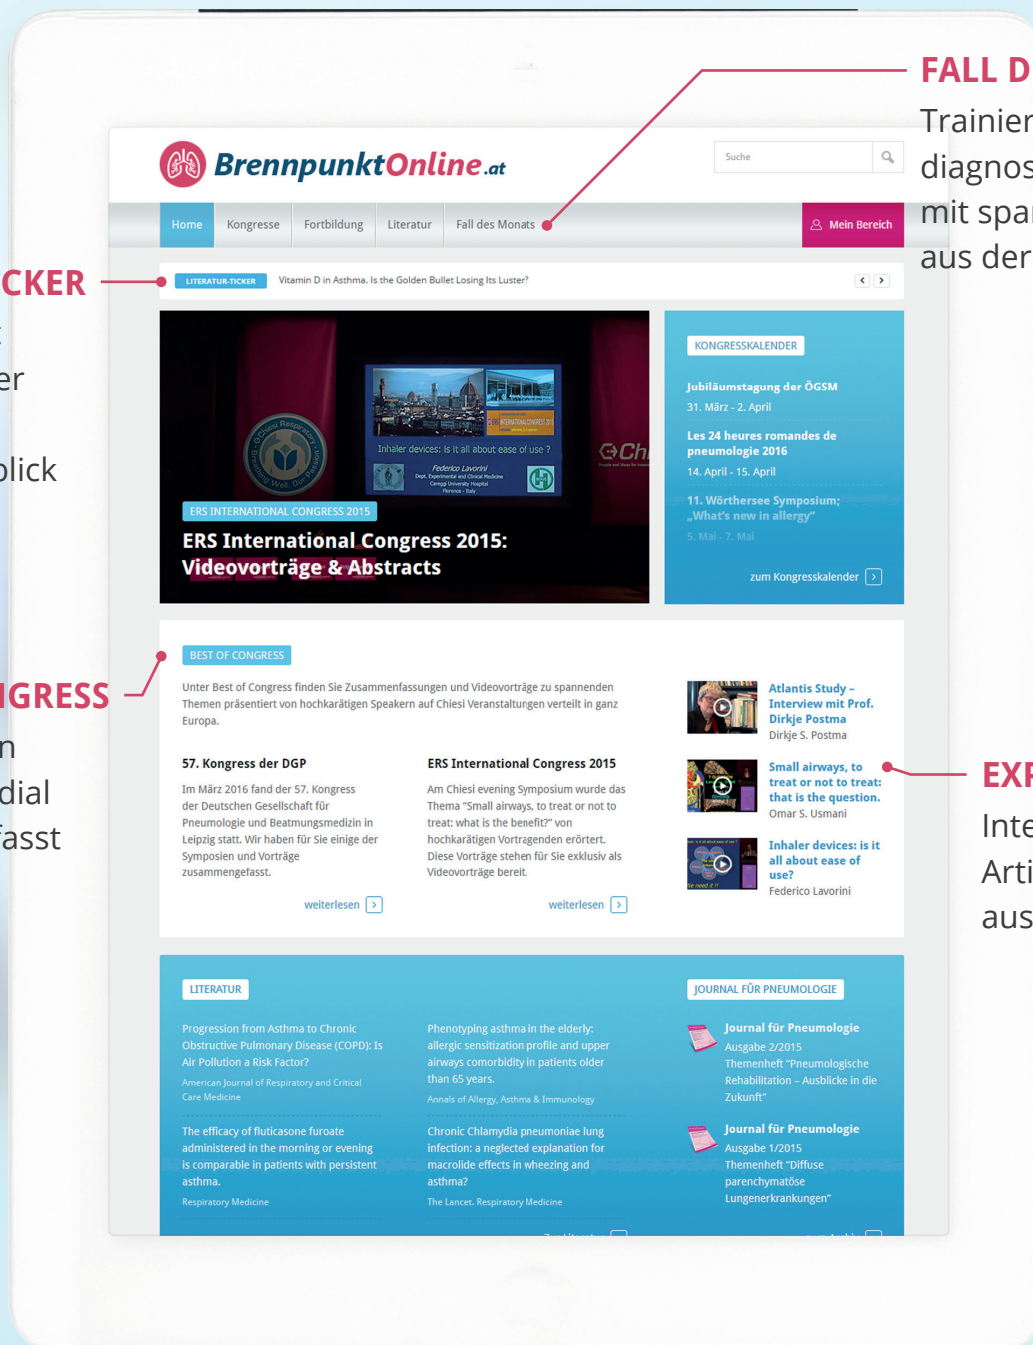 FALL D
Trainier
diagnos
mit spa
aus der
BrennpunktOnline.at
Suche
Home Kongresse Fortbildung Literatur Fall des Monats Mein Bereich
CKER
LITERATUR-TICKER Vitamin D in Asthma. Is the Golden Bullet Losing Its Luster?
er
blick
Inhaler devices: Is it all about ease of use ?
Federico Lavorini
Dept. Experimental and Clinical Medicine
Careggi University Hospital
Florence - Italy
Chi
ERS INTERNATIONAL CONGRESS 2015
ERS International Congress 2015:
Videovorträge & Abstracts
KONGRESSKALENDER
Jubiläumstagung der ÖGSM
31. März - 2. April
Les 24 heures romandes de
pneumologie 2016
14. April - 15. April
11. Wörthersee Symposium;
„What's new in allergy"
5. Mai - 7. Mai
zum Kongresskalender
NGRESS
n
dial
fasst
BEST OF CONGRESS
Unter Best of Congress finden Sie Zusammenfassungen und Videovorträge zu spannenden
Themen präsentiert von hochkarätigen Speakern auf Chiesi Veranstaltungen verteilt in ganz
Europa.
57. Kongress der DGP
Im März 2016 fand der 57. Kongress
der Deutschen Gesellschaft für
Pneumologie und Beatmungsmedizin in
Leipzig statt. Wir haben für Sie einige der
Symposien und Vorträge
zusammengefasst.
weiterlesen
ERS International Congress 2015
Am Chiesi evening Symposium wurde das
Thema "Small airways, to treat or not to
treat: what is the benefit?" von
hochkarätigen Vortragenden erörtert.
Diese Vorträge stehen für Sie exklusiv als
Videovorträge bereit.
weiterlesen
Atlantis Study –
Interview mit Prof.
Dirkje Postma
Dirkje S. Postma
Small airways, to
treat or not to treat:
that is the question.
Omar S. Usmani
Inhaler devices: is it
all about ease of
use?
Federico Lavorini
EXP
Inte
Arti
aus
LITERATUR
Progression from Asthma to Chronic
Obstructive Pulmonary Disease (COPD): Is
Air Pollution a Risk Factor?
American Journal of Respiratory and Critical
Care Medicine
The efficacy of fluticasone furoate
administered in the morning or evening
is comparable in patients with persistent
asthma.
Respiratory Medicine
Phenotyping asthma in the elderly:
allergic sensitization profile and upper
airways comorbidity in patients older
than 65 years.
Annals of Allergy, Asthma & Immunology
Chronic Chlamydia pneumoniae lung
infection: a neglected explanation for
macrolide effects in wheezing and
asthma?
The Lancet. Respiratory Medicine
JOURNAL FÜR PNEUMOLOGIE
Journal für Pneumologie
Ausgabe 2/2015
Themenheft "Pneumologische
Rehabilitation – Ausblicke in die
Zukunft"
Journal für Pneumologie
Ausgabe 1/2015
Themenheft "Diffuse
parenchymatöse
Lungenerkrankungen"